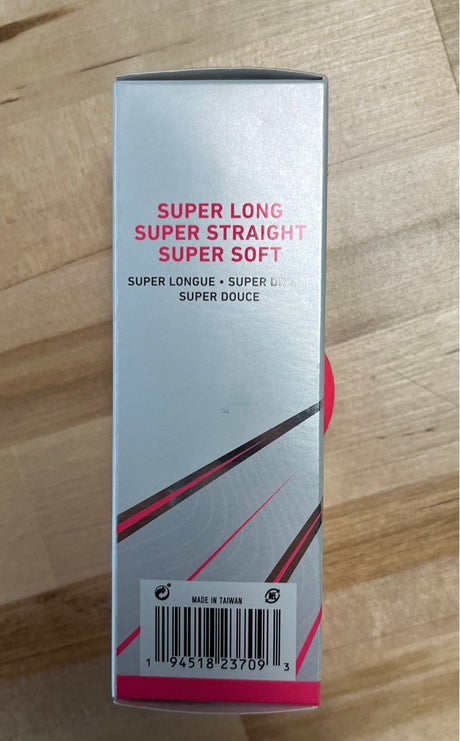 SUPER LONG
SUPER STRAIGHT
SUPER SOFT
SUPER LONGUE • SUPER
SUPER DOUCE
MADE IN TAIWAN
1 94518 23709 3